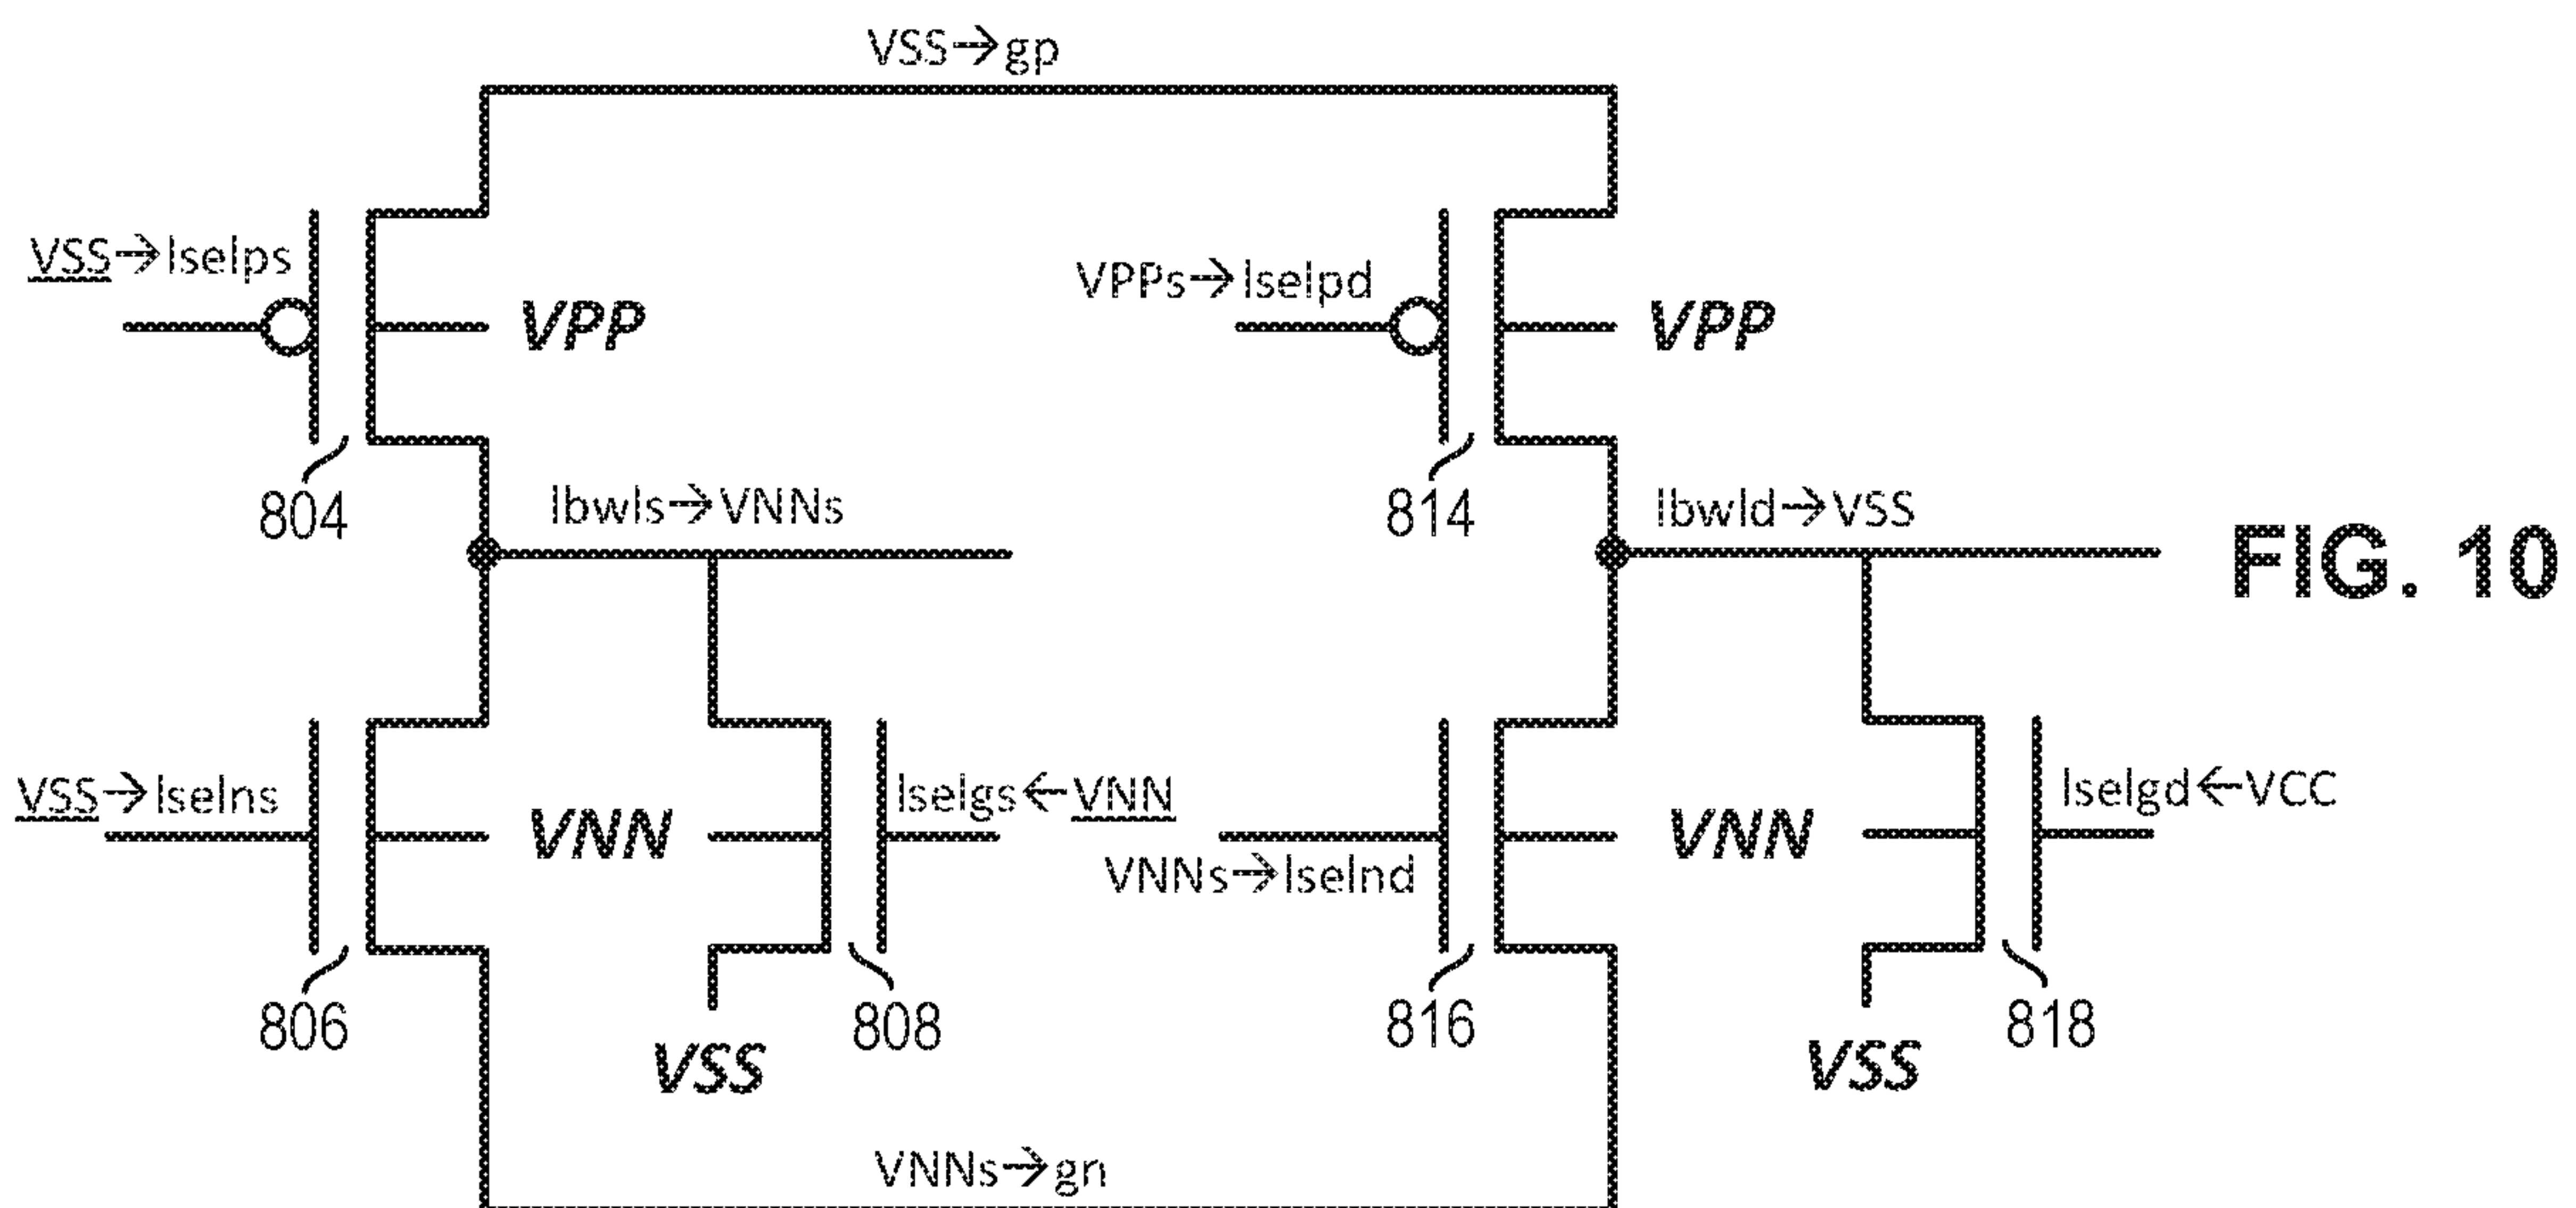 VSS→gp
VSS→lselps
VPPs→lselpd
VPP
VPP
804
lbwls→VNNs
814
lbwld→VSS
FIG. 10
VSS→lselns
VNN
lselgs←VNN
VNNs→lselnd
VNN
lselgd←VCC
806
VSS
808
816
VSS
818
VNNs→gn